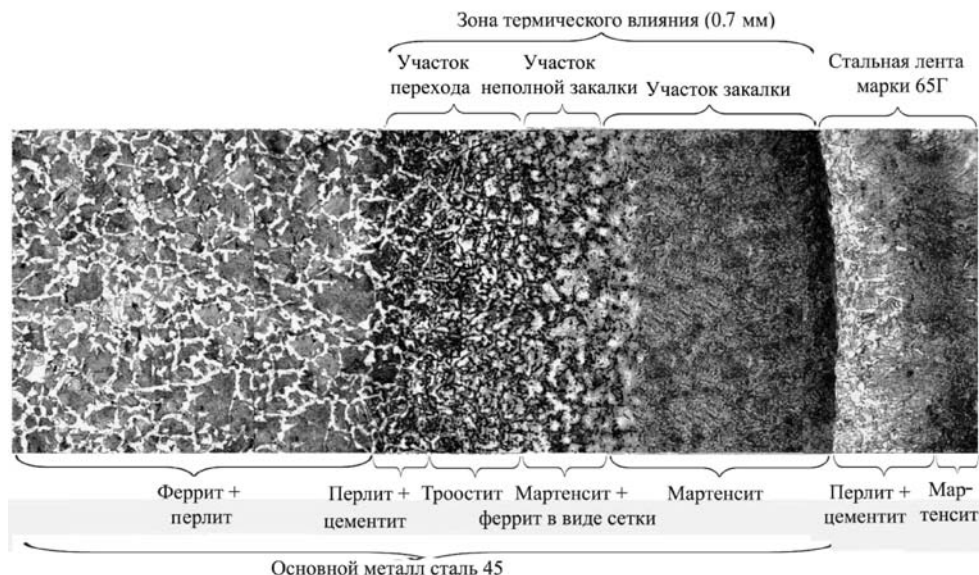 Зона термического влияния (0.7 мм)
Участок
перехода
Участок
неполной закалки
Участок закалки
Стальная лента
марки 65Г
Феррит +
перлит
Перлит +
цементит
Троостит
Мартенсит +
феррит в виде сетки
Мартенсит
Перлит +
цементит
Мар-
тенсит
Основной металл сталь 45